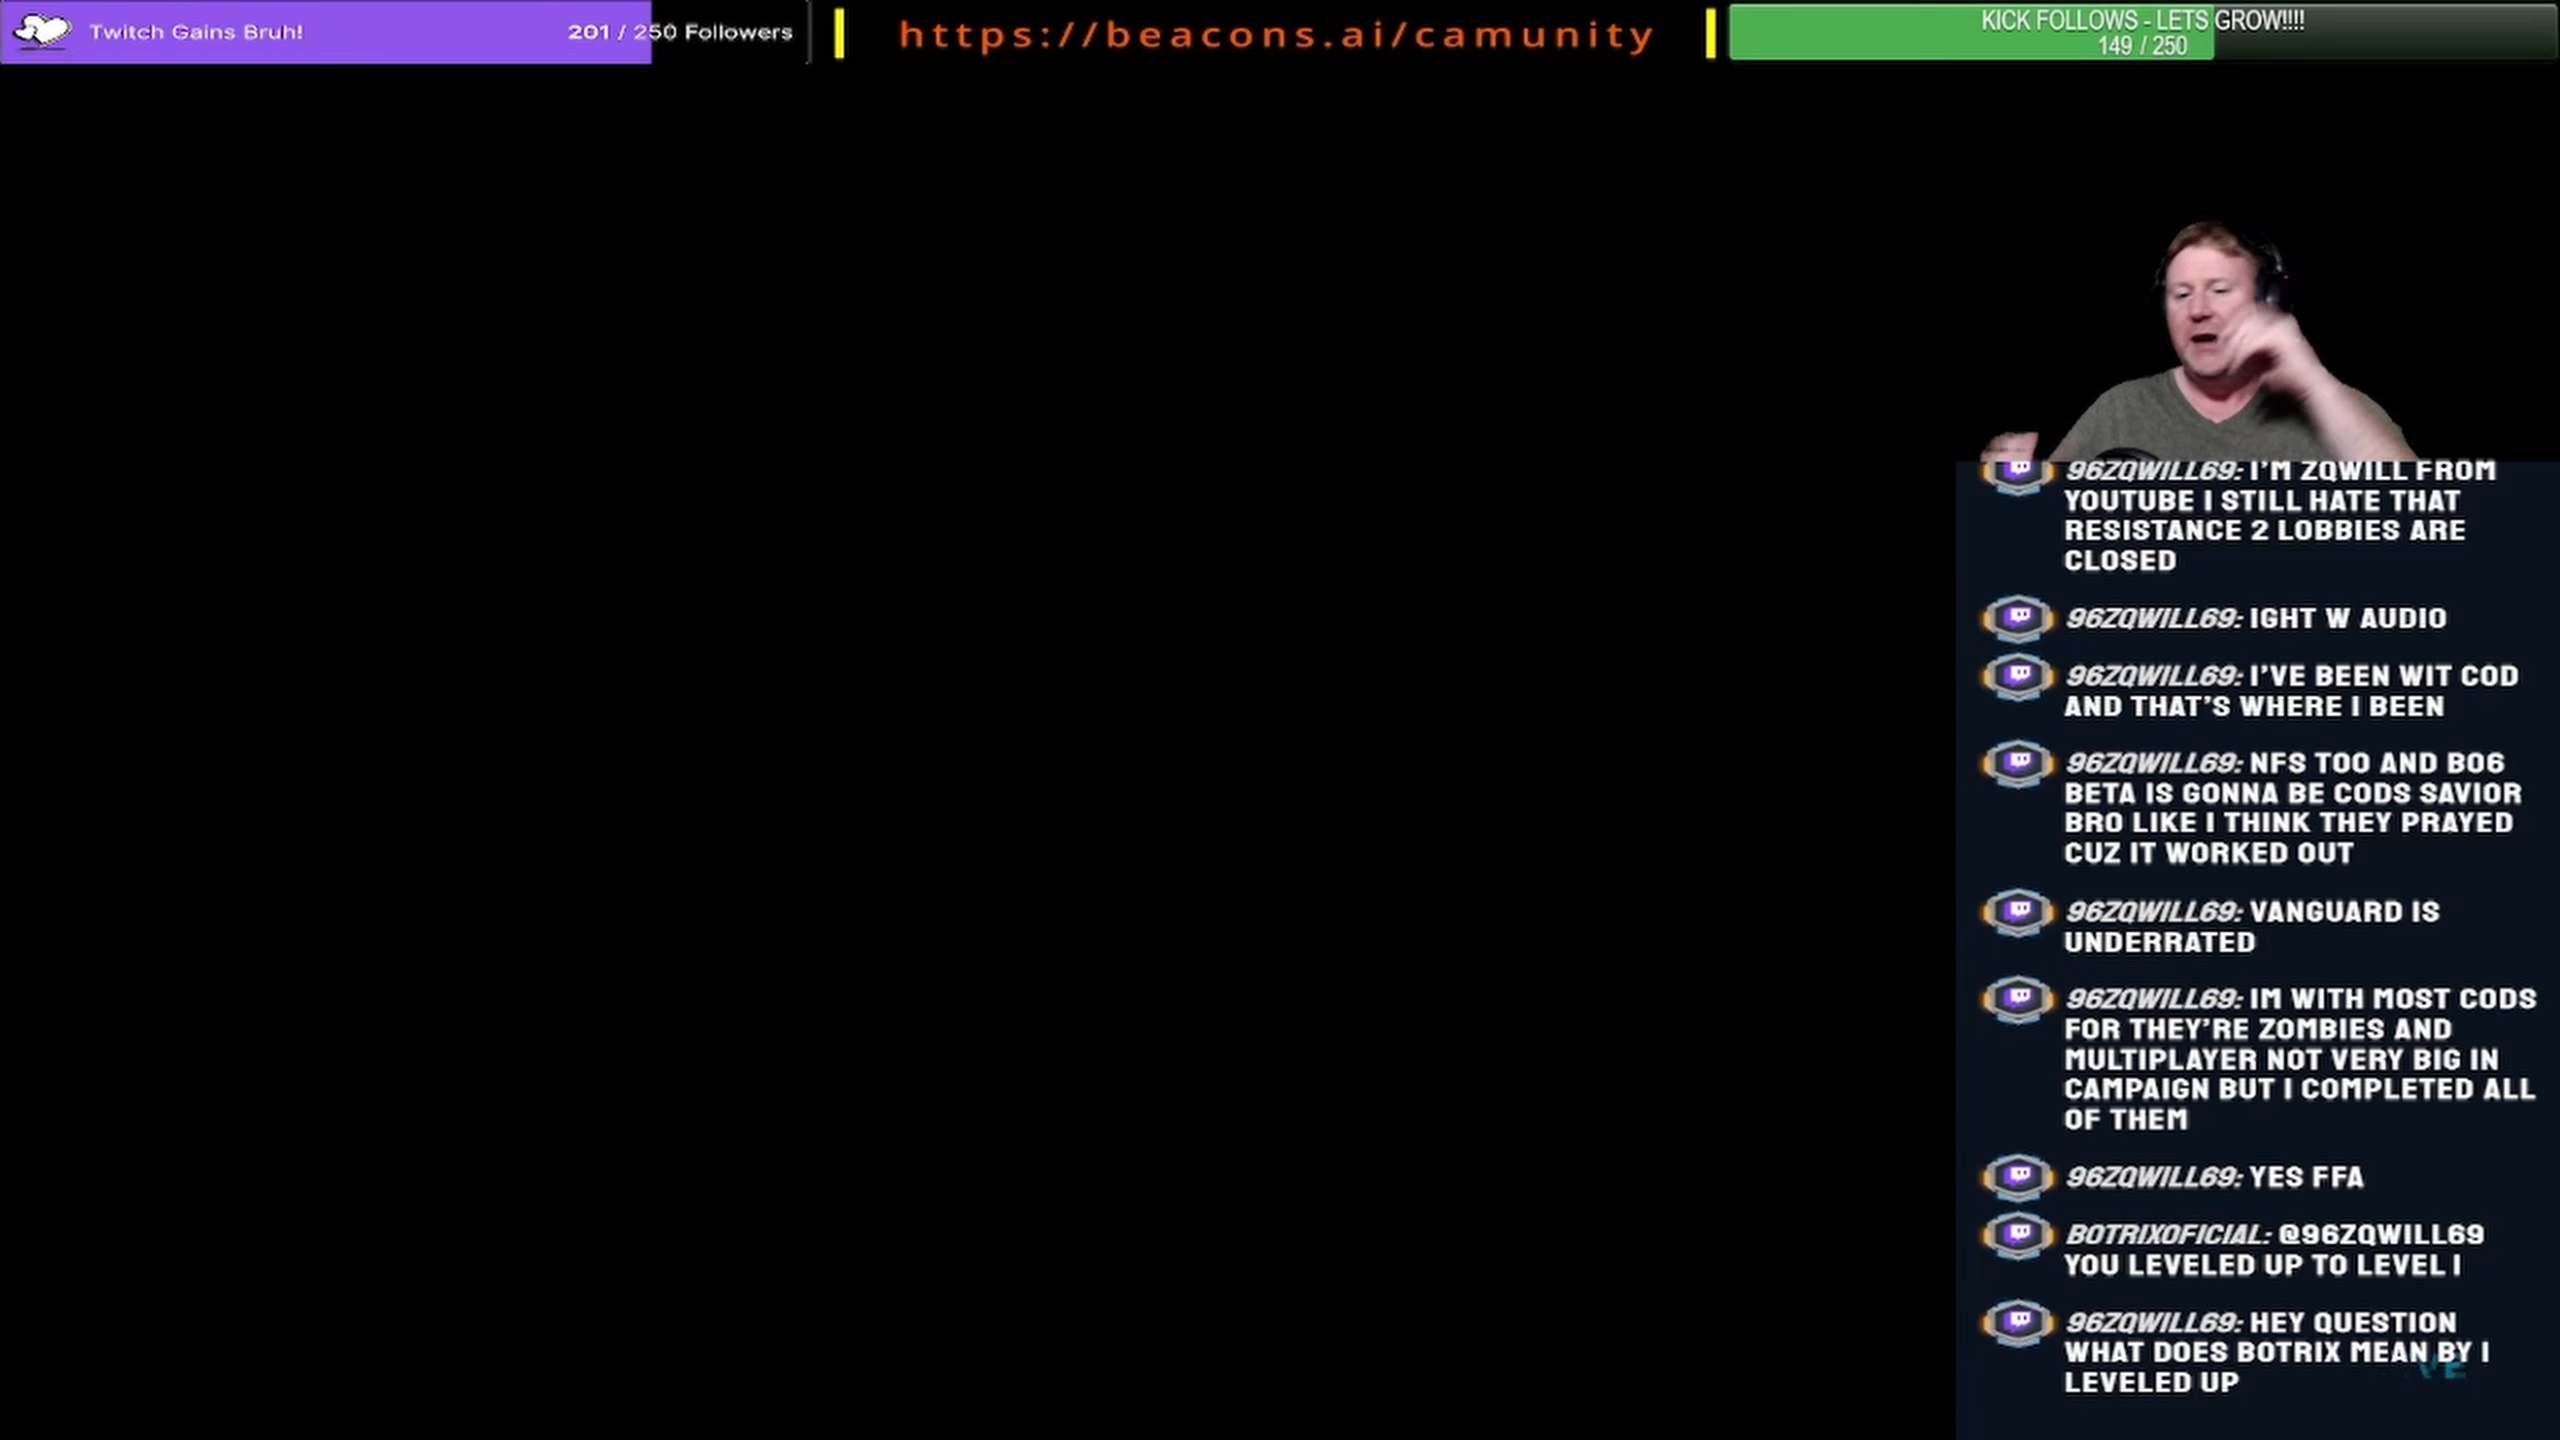 Twitch Gains Bruh!
201 / 250 Followers
https://beacons.ai/camunity
KICK FOLLOWS - LETS GROW!!!!
149 / 250
96ZQWILL69: I'M ZQWILL FROM
YOUTUBE I STILL HATE THAT
RESISTANCE 2 LOBBIES ARE
CLOSED
96ZQWILL69: IGHT W AUDIO
96ZQWILL69: I'VE BEEN WIT COD
AND THAT'S WHERE I BEEN
96ZQWILL69: NFS TOO AND BO6
BETA IS GONNA BE CODS SAVIOR
BRO LIKE I THINK THEY PRAYED
CUZ IT WORKED OUT
96ZQWILL69: VANGUARD IS
UNDERRATED
96ZQWILL69: IM WITH MOST CODS
FOR THEY'RE ZOMBIES AND
MULTIPLAYER NOT VERY BIG IN
CAMPAIGN BUT I COMPLETED ALL
OF THEM
96ZQWILL69: YES FFA
BOTRIXOFICIAL: @96ZQWILL69
YOU LEVELED UP TO LEVEL 1
96ZQWILL69: HEY QUESTION
WHAT DOES BOTRIX MEAN BY I
LEVELED UP